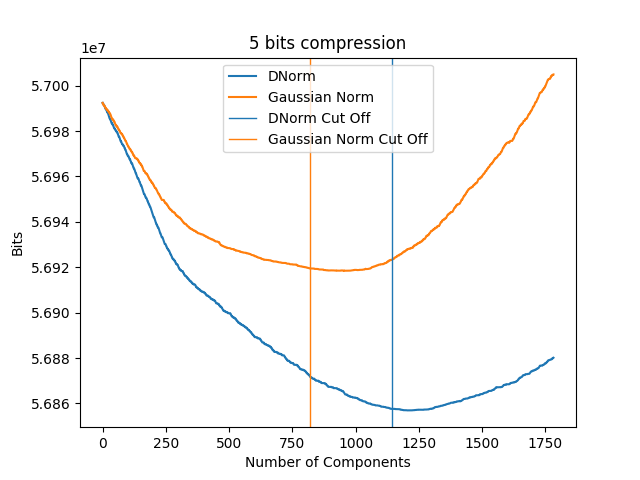 5 bits compression
1e7
DNorm
Gaussian Norm
DNorm Cut Off
Gaussian Norm Cut Off
5.700
5.698
5.696
5.694
5.692
5.690
5.688
5.686
Bits
0 250 500 750 1000 1250 1500 1750
Number of Components